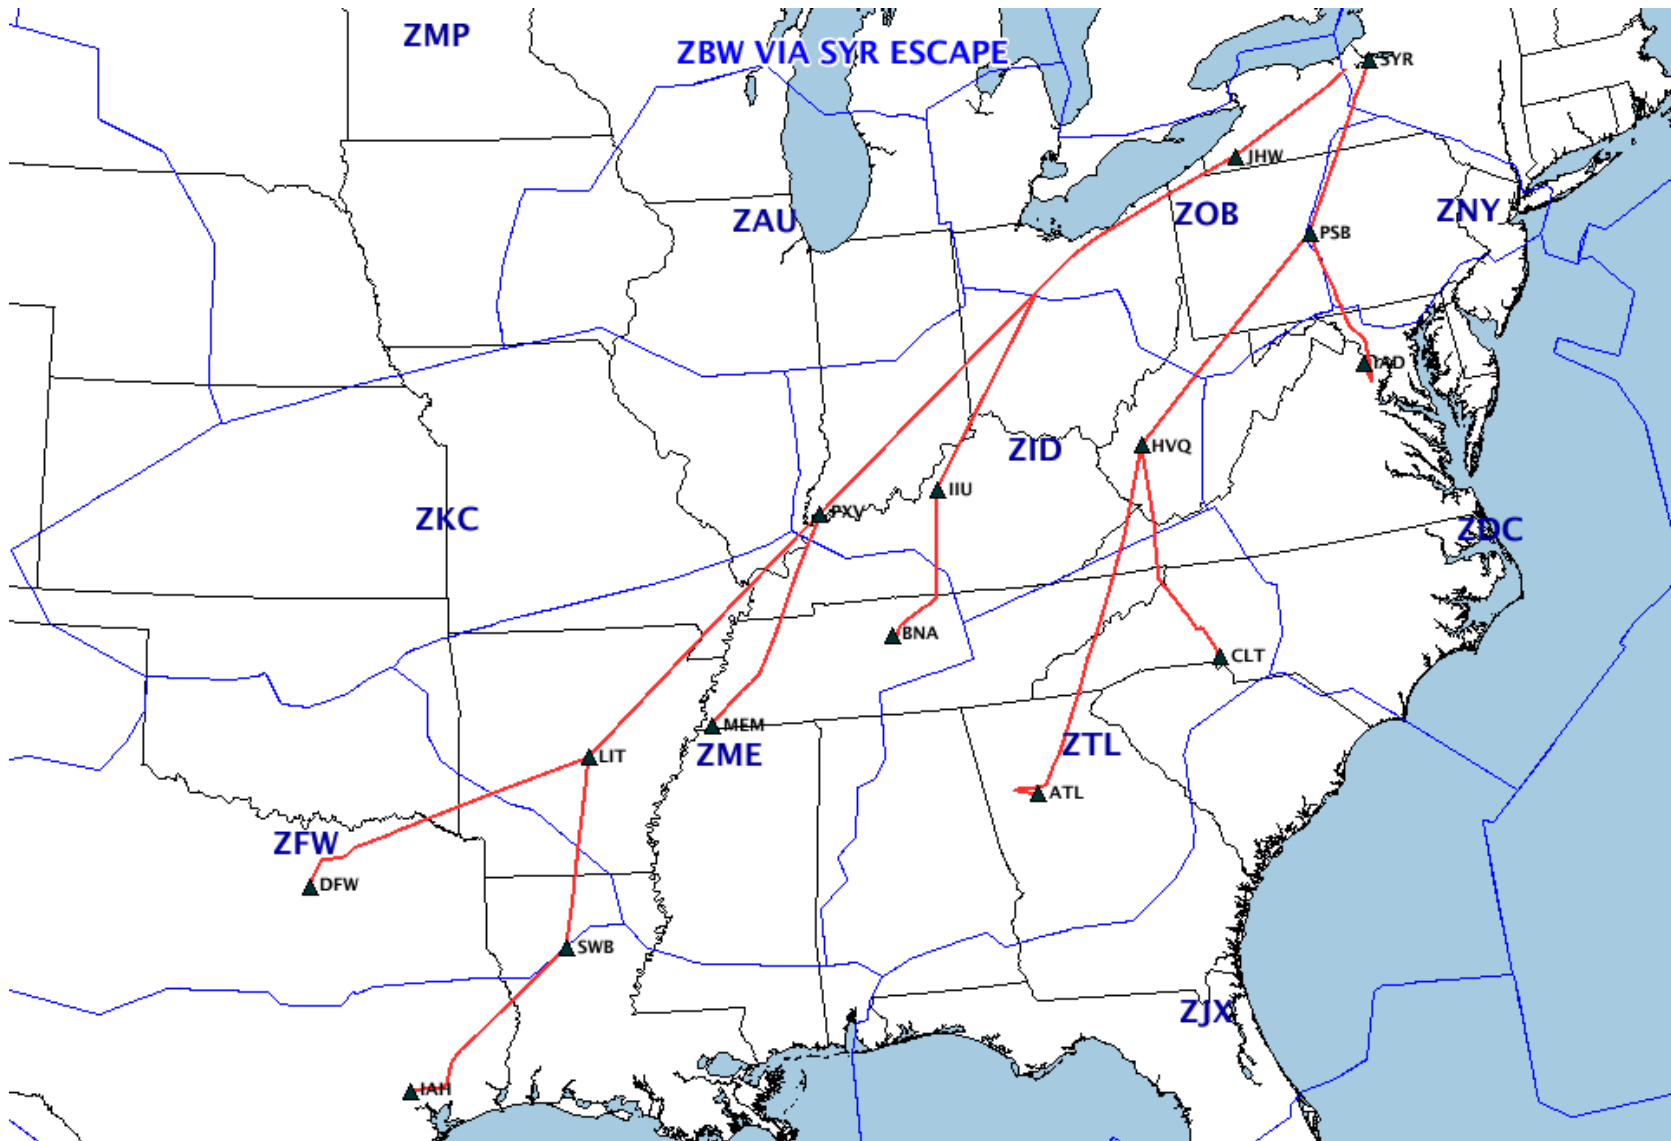 ZMP
ZBW VIA SYR ESCAPE
SYR
JHW
ZAU
ZOB
ZNY
PSB
IAD
ZID
HVQ
IIU
PXV
ZKC
ZDC
BNA
CLT
MEM
ZME
ZTL
LIT
ATL
ZFW
DFW
SWB
ZJX
IAH